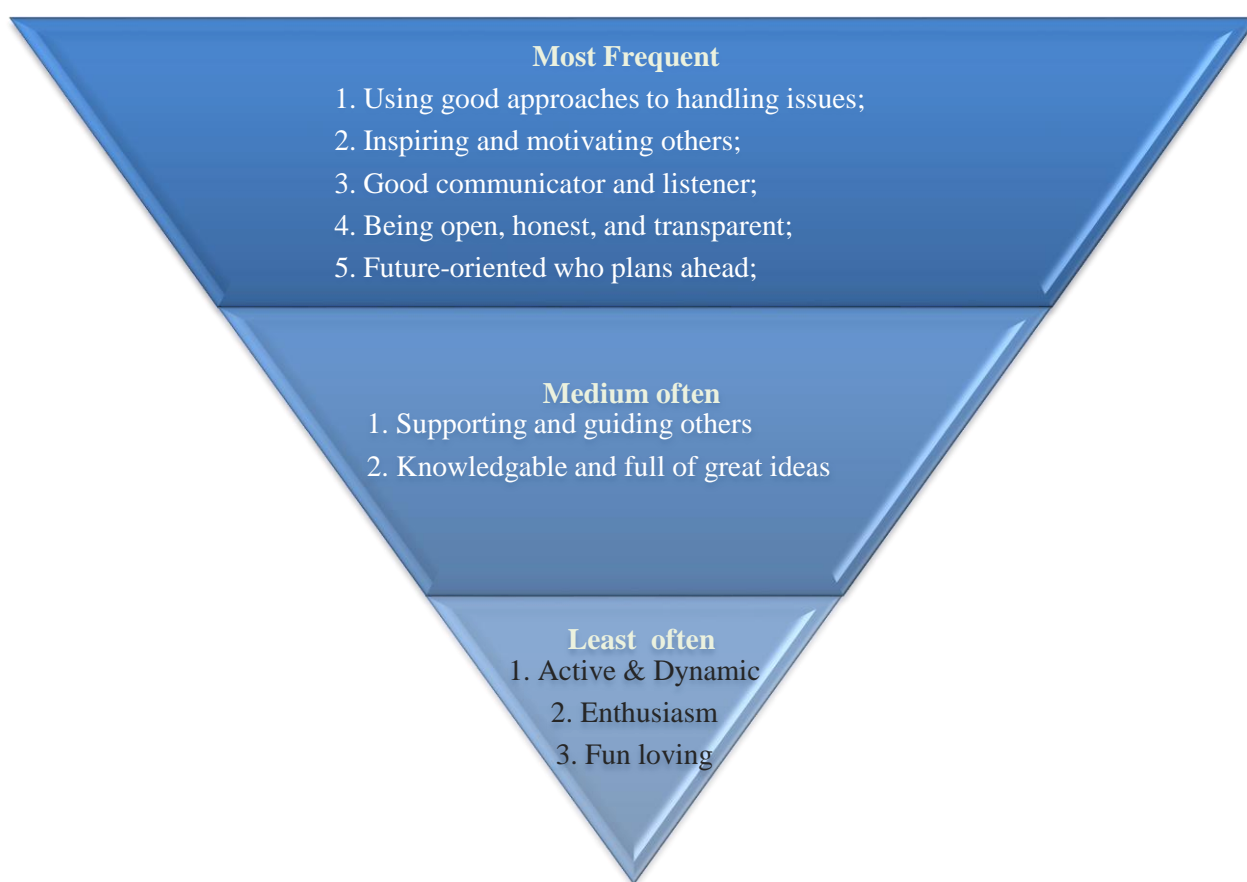 Most Frequent
1. Using good approaches to handling issues;
2. Inspiring and motivating others;
3. Good communicator and listener;
4. Being open, honest, and transparent;
5. Future-oriented who plans ahead;
Medium often
1. Supporting and guiding others
2. Knowledgable and full of great ideas
Least often
1. Active & Dynamic
2. Enthusiasm
3. Fun loving